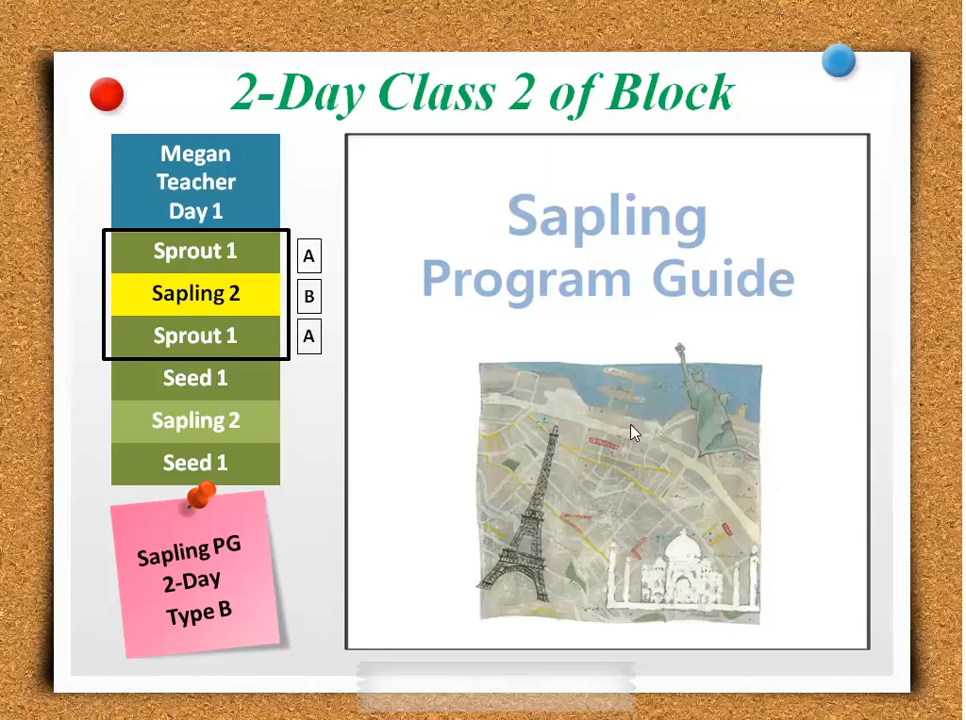 2-Day Class 2 of Block
Megan
Teacher
Day 1
Sprout 1
A
Sapling 2
B
Sprout 1
A
Seed 1
Sapling 2
Seed 1
Sapling PG
2-Day
Type B
Sapling
Program Guide